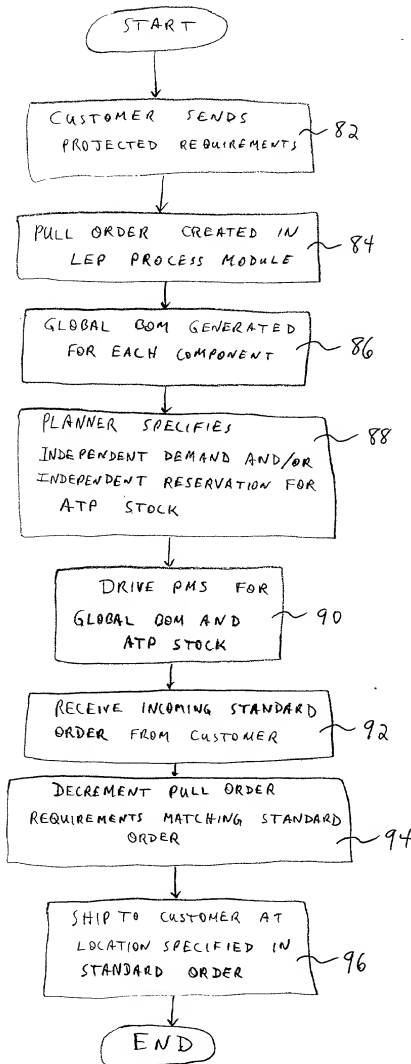 START
CUSTOMER SENDS
PROJECTED REQUIREMENTS
82
PULL ORDER CREATED IN
LEP PROCESS MODULE
84
GLOBAL BOM GENERATED
FOR EACH COMPONENT
86
PLANNER SPECIFIES
INDEPENDENT DEMAND AND/OR
INDEPENDENT RESERVATION FOR
ATP STOCK
88
DRIVE PMS FOR
GLOBAL BOM AND
ATP STOCK
90
RECEIVE INCOMING STANDARD
ORDER FROM CUSTOMER
92
DECREMENT PULL ORDER
REQUIREMENTS MATCHING STANDARD
ORDER
94
SHIP TO CUSTOMER AT
LOCATION SPECIFIED IN
STANDARD ORDER
96
END